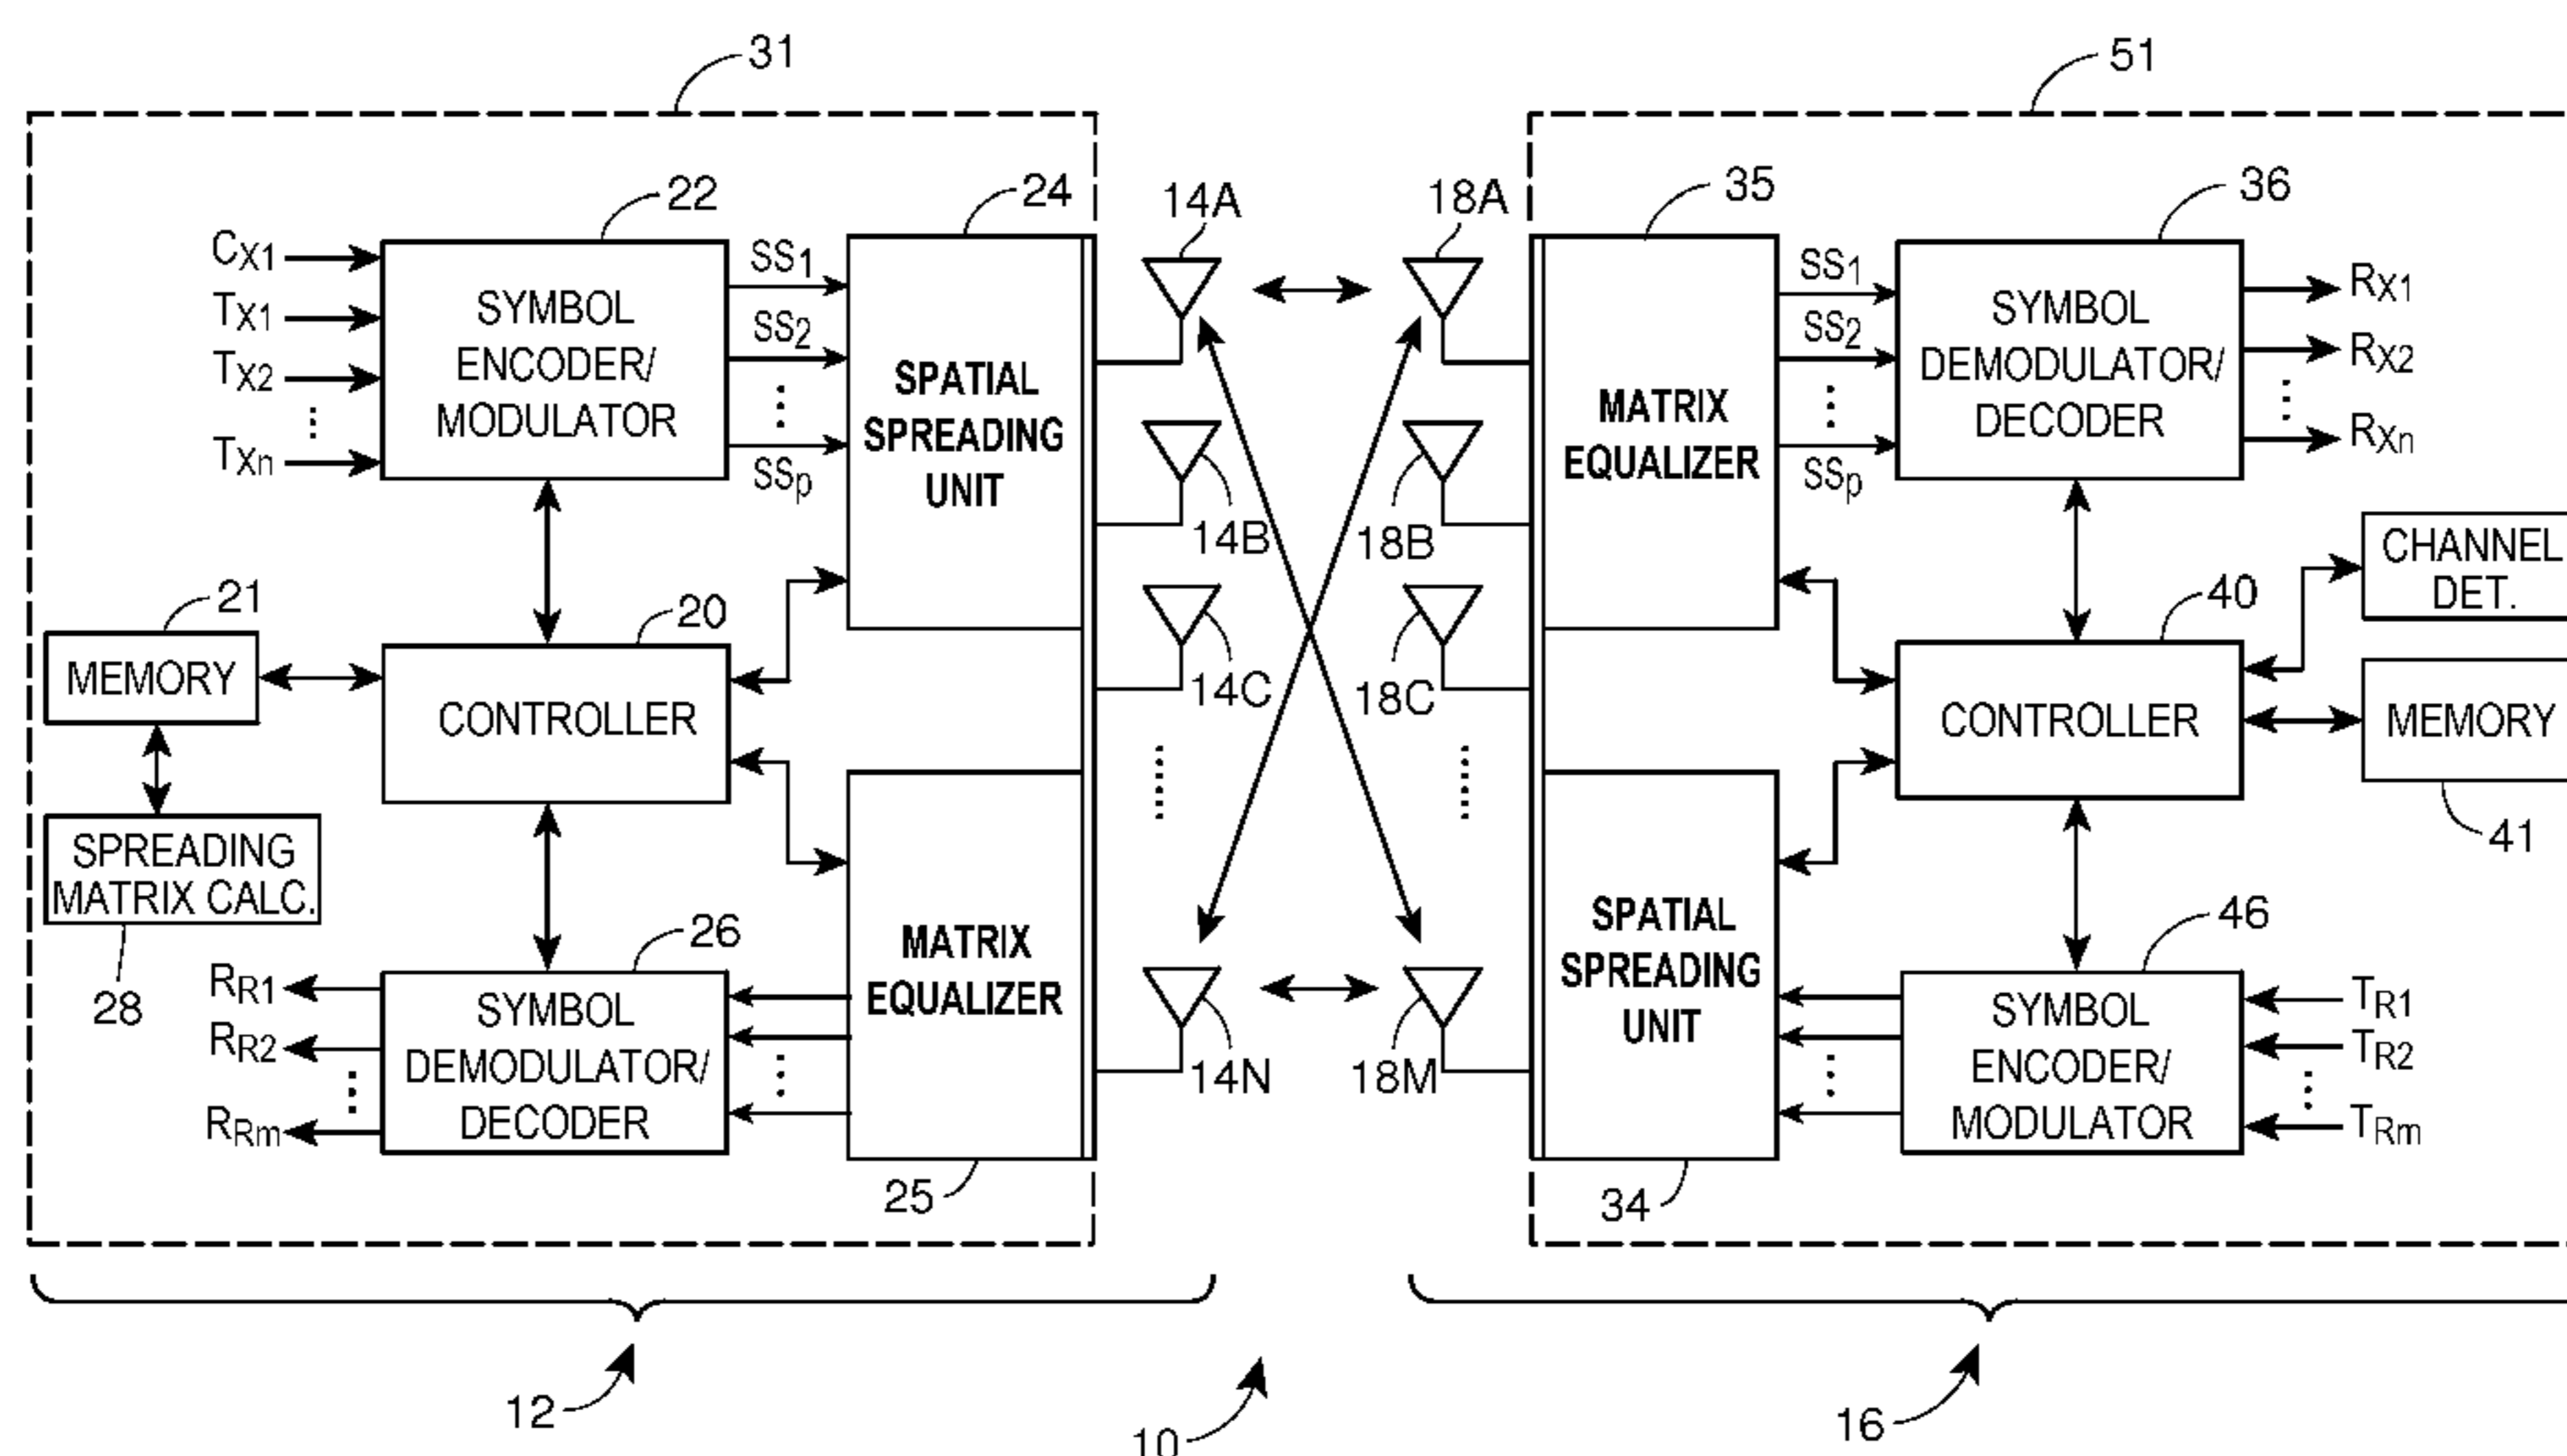 31
51
22
24
14A
18A
35
36
CX1
TX1
TX2
TXn
SYMBOL
ENCODER/
MODULATOR
SS1
SS2
SSp
SPATIAL
SPREADING
UNIT
14B
18B
14C
18C
MATRIX
EQUALIZER
SS1
SS2
SSp
SYMBOL
DEMODULATOR/
DECODER
RX1
RX2
RXn
21
MEMORY
20
CONTROLLER
40
CONTROLLER
CHANNEL
DET.
MEMORY
41
SPREADING
MATRIX CALC.
28
26
RR1
RR2
RRm
SYMBOL
DEMODULATOR/
DECODER
MATRIX
EQUALIZER
25
14N
18M
SPATIAL
SPREADING
UNIT
34
46
SYMBOL
ENCODER/
MODULATOR
TR1
TR2
TRm
12
10
16